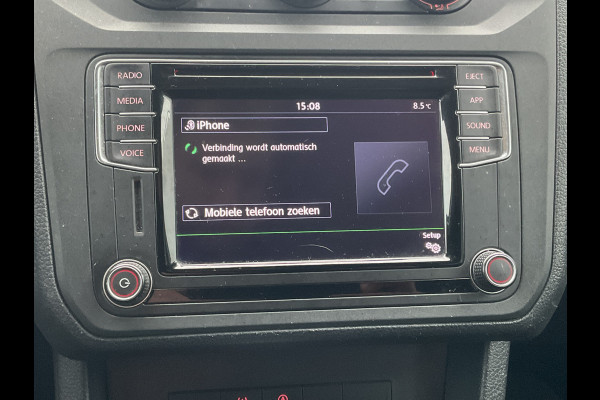 RADIO
MEDIA
PHONE
VOICE
EJECT
APP
SOUND
MENU
15:08
8.5°C
iPhone
Verbinding wordt automatisch
gemaakt ...
Mobiele telefoon zoeken
Setup